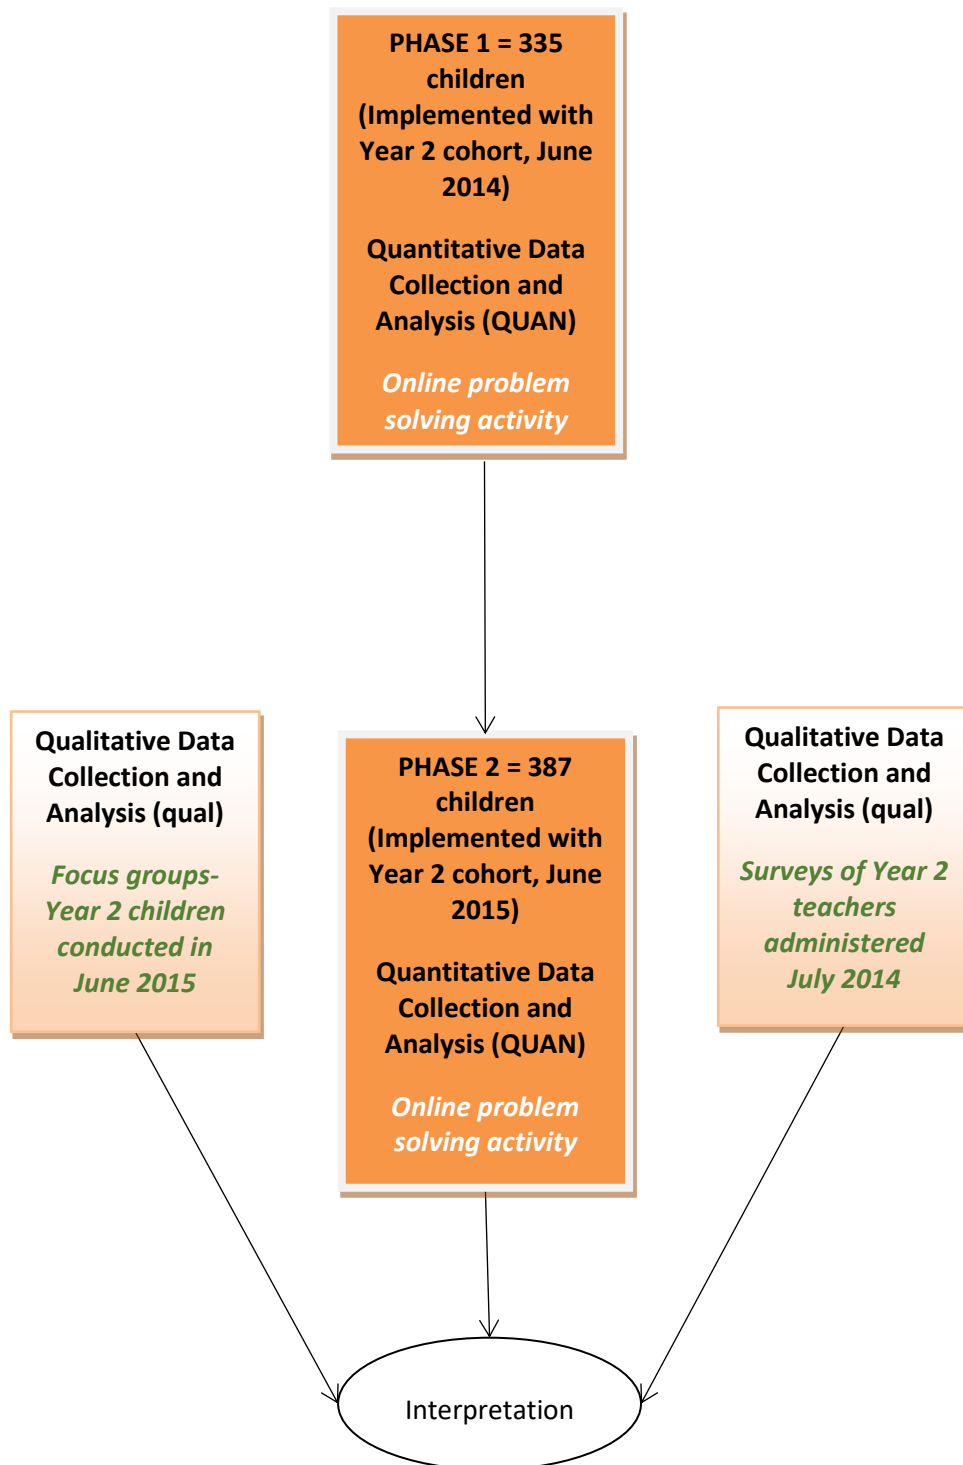 PHASE 1 = 335
children
(Implemented with
Year 2 cohort, June
2014)
Quantitative Data
Collection and
Analysis (QUAN)
Online problem
solving activity
Qualitative Data
Collection and
Analysis (qual)
Focus groups-
Year 2 children
conducted in
June 2015
PHASE 2 = 387
children
(Implemented with
Year 2 cohort, June
2015)
Quantitative Data
Collection and
Analysis (QUAN)
Online problem
solving activity
Qualitative Data
Collection and
Analysis (qual)
Surveys of Year 2
teachers
administered
July 2014
Interpretation